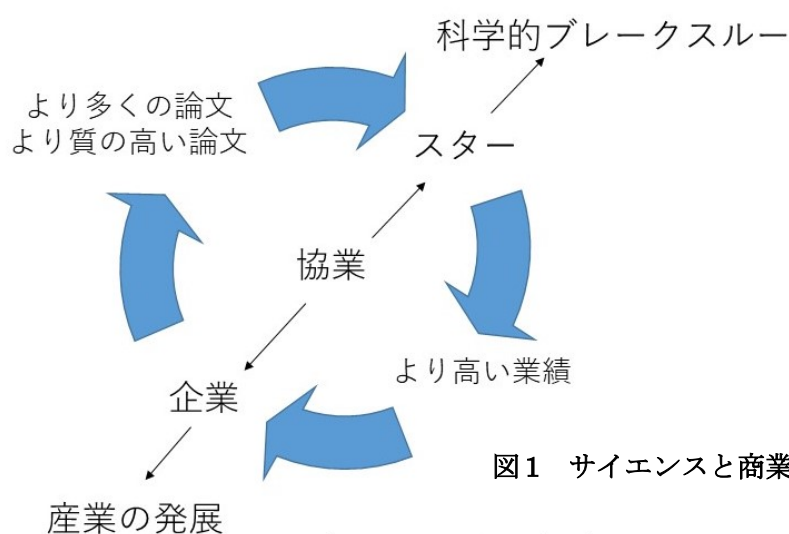 科学的ブレークスルー
より多くの論文
より質の高い論文
スター
協業
より高い業績
企業
図1 サイエンスと商業
産業の発展